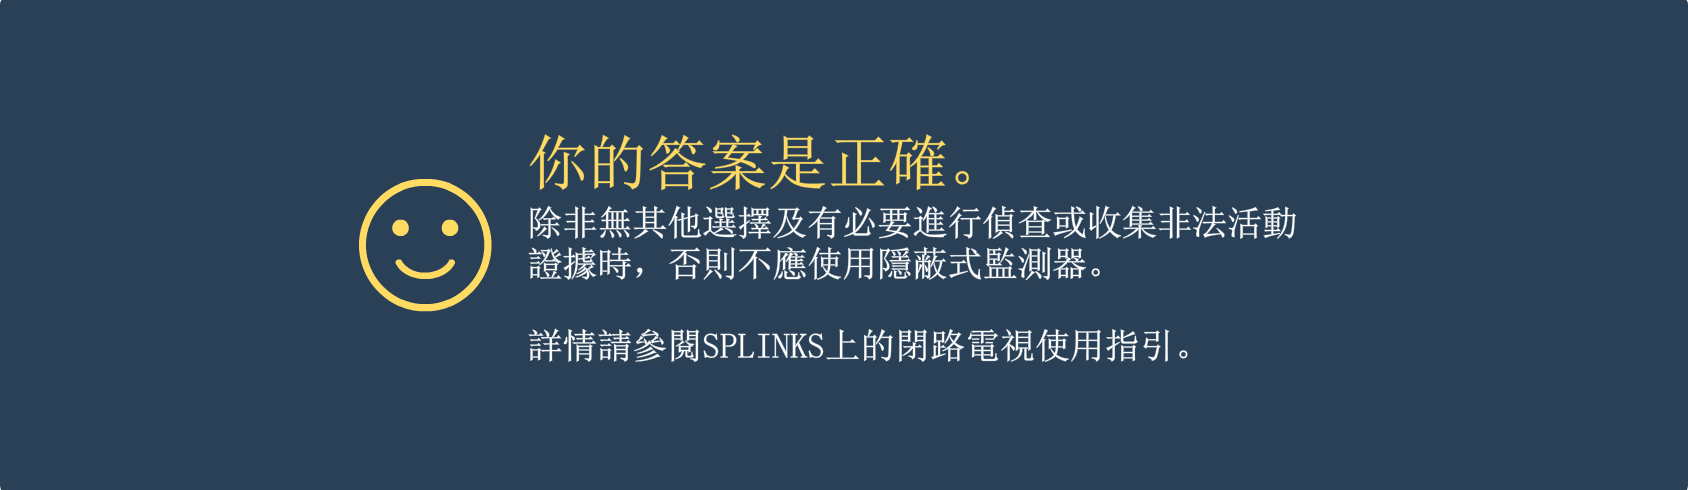 你的答案是正確。
除非無其他選擇及有必要進行偵查或收集非法活動
證據時，否則不應使用隱蔽式監測器。
詳情請參閱SPLINKS上的閉路電視使用指引。